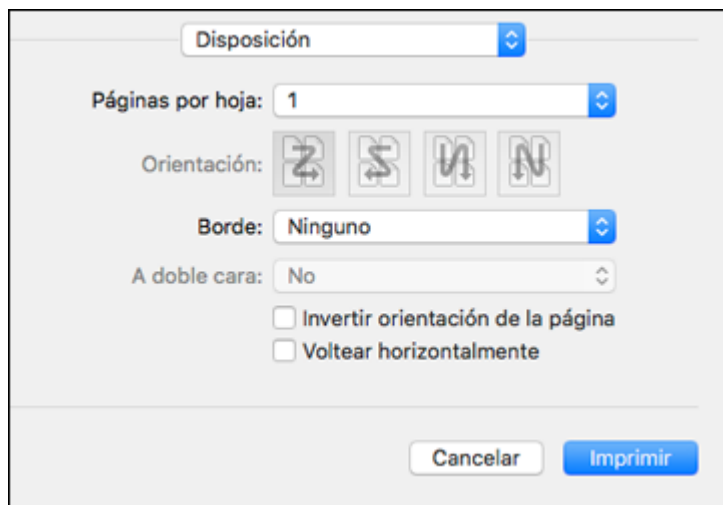 Disposición
Páginas por hoja: 1
Orientación:
Borde: Ninguno
A doble cara: No
Invertir orientación de la página
Voltear horizontalmente
Cancelar Imprimir